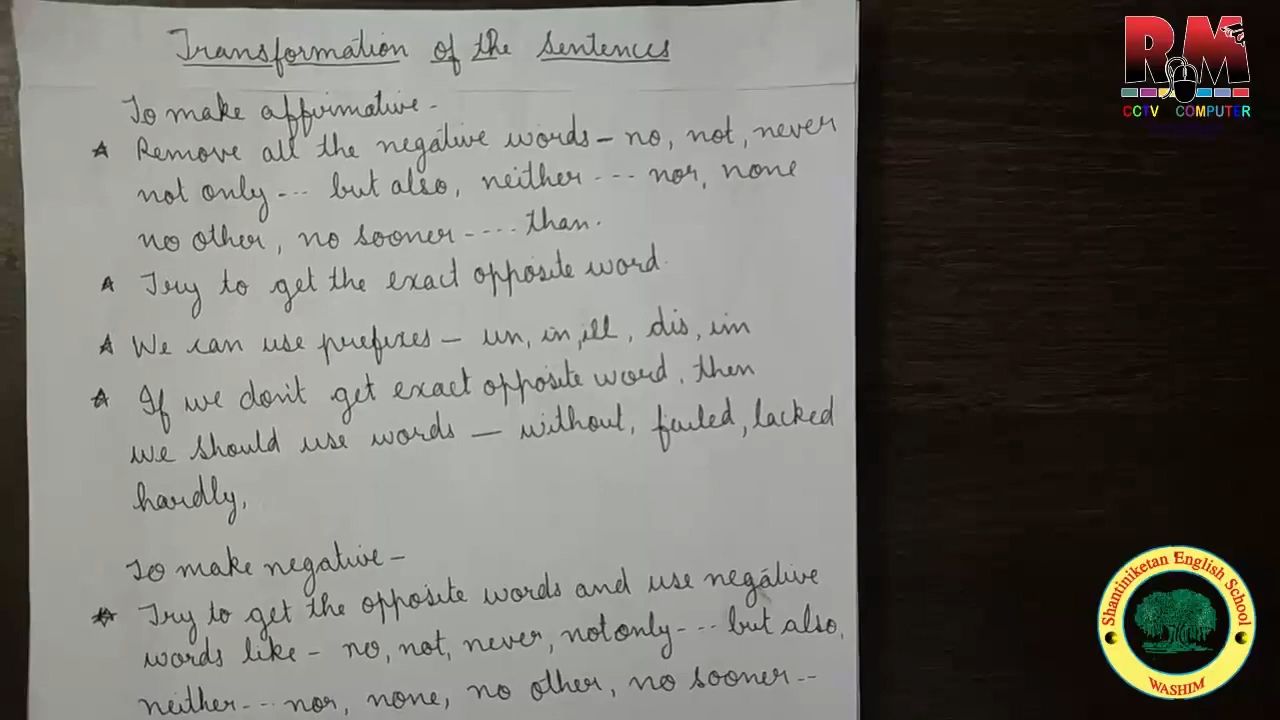 Transformation of the Sentences
To make affirmative -
Remove all the negative words - no, not, never
not only --- but also, neither --- nor, none
no other, no sooner ---- than.
Try to get the exact opposite word.
We can use prefixes - un, in, ill, dis, im
If we don't get exact opposite word, then
we should use words - without, failed, lacked
hardly,
To make negative -
Try to get the opposite words and use negative
words like - no, not, never, not only --- but also,
neither --- nor, none, no other, no sooner --
RM
CCTV COMPUTER
Shantiniketan English School
WASHIM